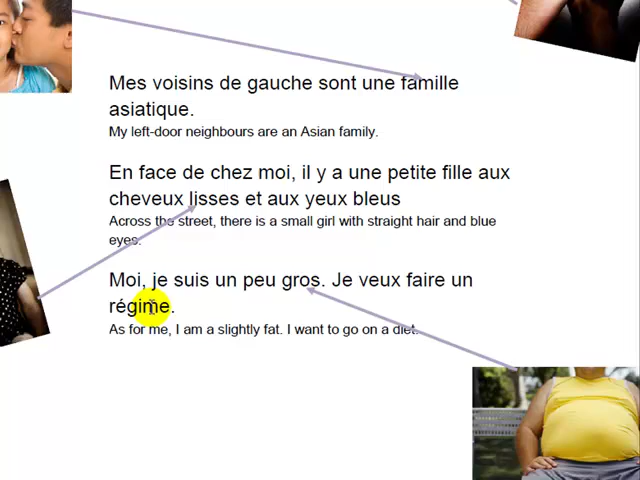 Mes voisins de gauche sont une famille
asiatique.
My left-door neighbours are an Asian family.
En face de chez moi, il y a une petite fille aux
cheveux lisses et aux yeux bleus
Across the street, there is a small girl with straight hair and blue
eyes.
Moi, je suis un peu gros. Je veux faire un
régime.
As for me, I am a slightly fat. I want to go on a diet.